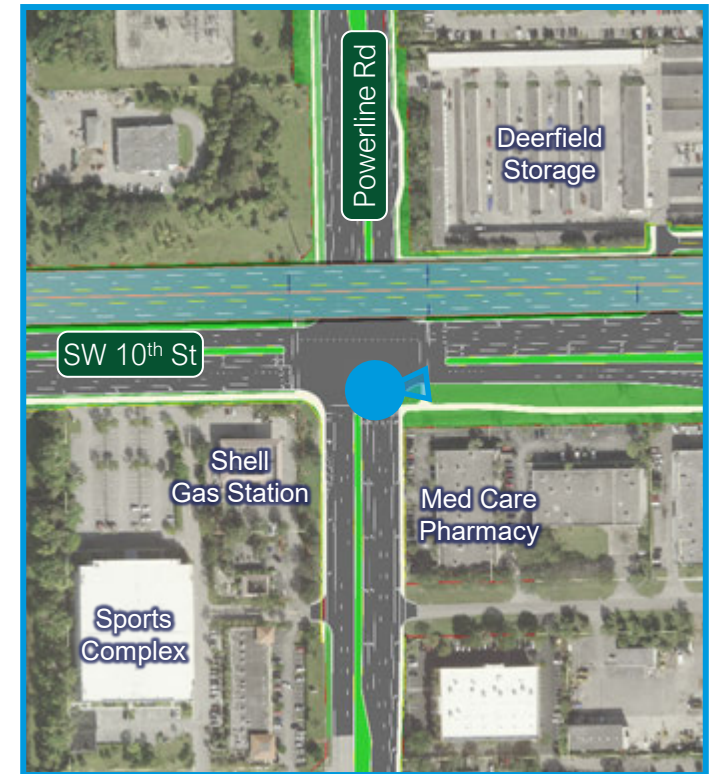 Powerline Rd
Deerfield
Storage
SW 10th St
Shell
Gas Station
Med Care
Pharmacy
Sports
Complex